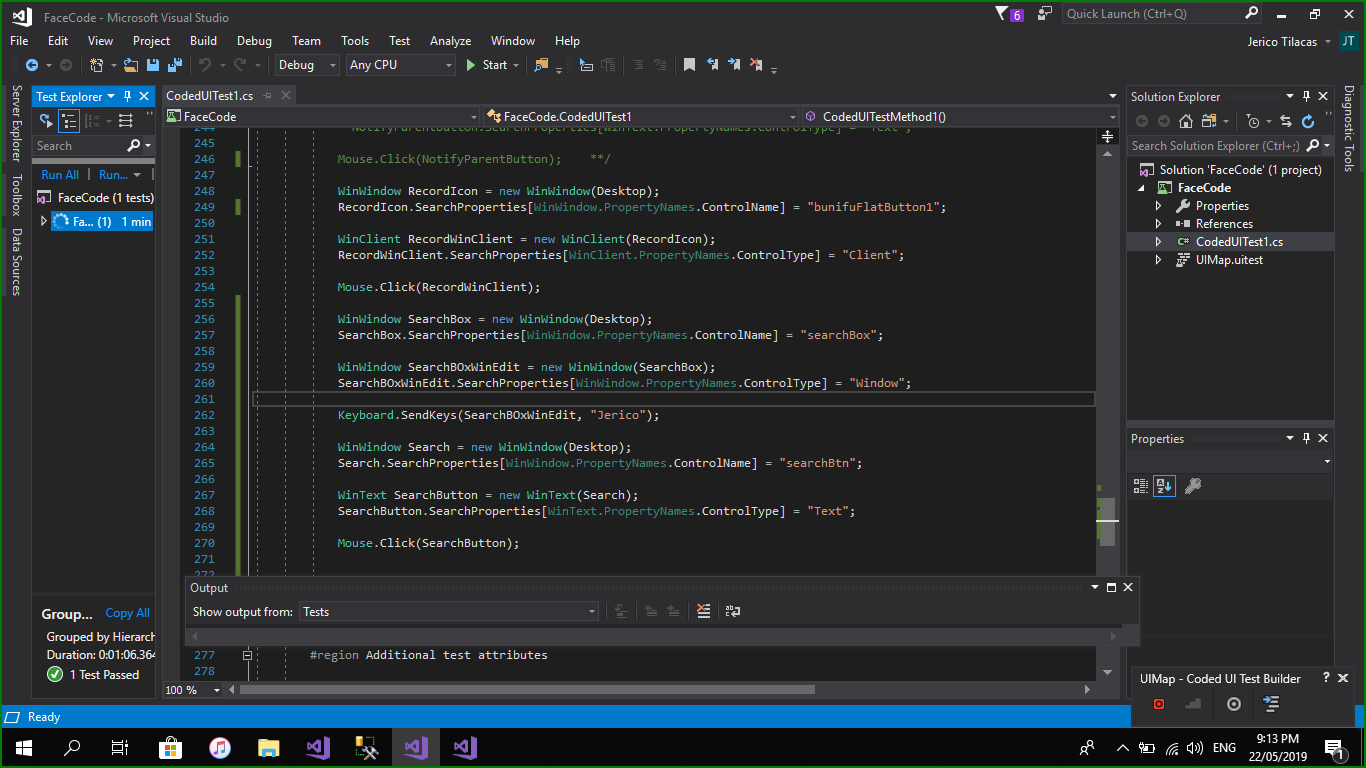 FaceCode - Microsoft Visual Studio
6
Quick Launch (Ctrl+Q)
File Edit View Project Build Debug Team Tools Test Analyze Window Help
Jerico Tilacas
JT
Debug Any CPU Start
Server Explorer
Toolbox
Data Sources
Test Explorer
Search
Run All | Run... |
FaceCode (1 tests)
Fa... (1) 1 min
Group... Copy All
Grouped by Hierarch
Duration: 0:01:06.364
1 Test Passed
CodedUITest1.cs
FaceCode FaceCode.CodedUITest1 CodedUITestMethod1()
244 NotifyParentButton.SearchProperties[WinText.PropertyNames.ControlType] = "Text";
245
246 Mouse.Click(NotifyParentButton); **/
247
248 WinWindow RecordIcon = new WinWindow(Desktop);
249 RecordIcon.SearchProperties[WinWindow.PropertyNames.ControlName] = "bunifuFlatButton1";
250
251 WinClient RecordWinClient = new WinClient(RecordIcon);
252 RecordWinClient.SearchProperties[WinClient.PropertyNames.ControlType] = "Client";
253
254 Mouse.Click(RecordWinClient);
255
256 WinWindow SearchBox = new WinWindow(Desktop);
257 SearchBox.SearchProperties[WinWindow.PropertyNames.ControlName] = "searchBox";
258
259 WinWindow SearchBOxWinEdit = new WinWindow(SearchBox);
260 SearchBOxWinEdit.SearchProperties[WinWindow.PropertyNames.ControlType] = "Window";
261
262 Keyboard.SendKeys(SearchBOxWinEdit, "Jerico");
263
264 WinWindow Search = new WinWindow(Desktop);
265 Search.SearchProperties[WinWindow.PropertyNames.ControlName] = "searchBtn";
266
267 WinText SearchButton = new WinText(Search);
268 SearchButton.SearchProperties[WinText.PropertyNames.ControlType] = "Text";
269
270 Mouse.Click(SearchButton);
271
272
Output
Show output from: Tests
277 #region Additional test attributes
278
100 %
Solution Explorer
Search Solution Explorer (Ctrl+;)
Solution 'FaceCode' (1 project)
FaceCode
Properties
References
C# CodedUITest1.cs
UIMap.uitest
Properties
Diagnostic Tools
UIMap - Coded UI Test Builder ?
Ready
ENG
9:13 PM
22/05/2019
1